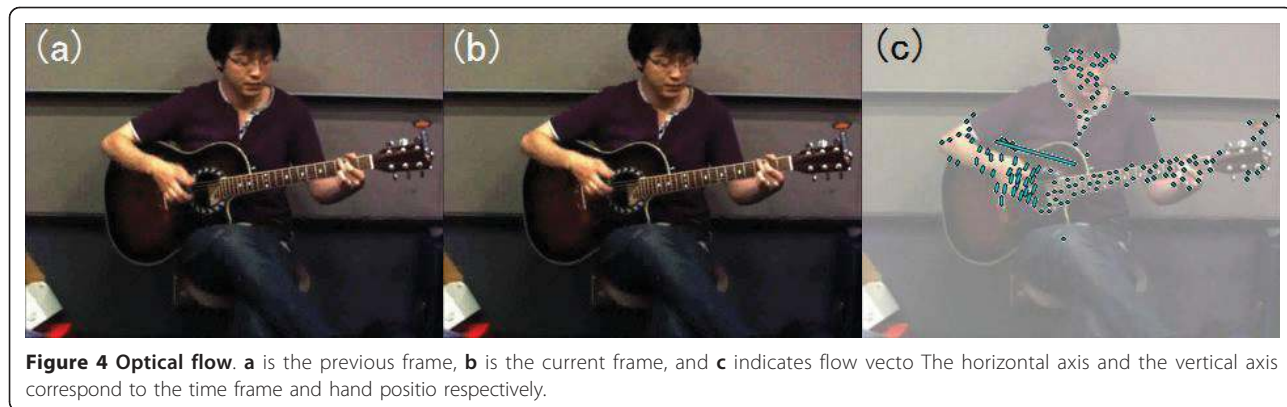 (a) (b) (c)
Figure 4 Optical flow. a is the previous frame, b is the current frame, and c indicates flow vecto The horizontal axis and the vertical axis
correspond to the time frame and hand positio respectively.